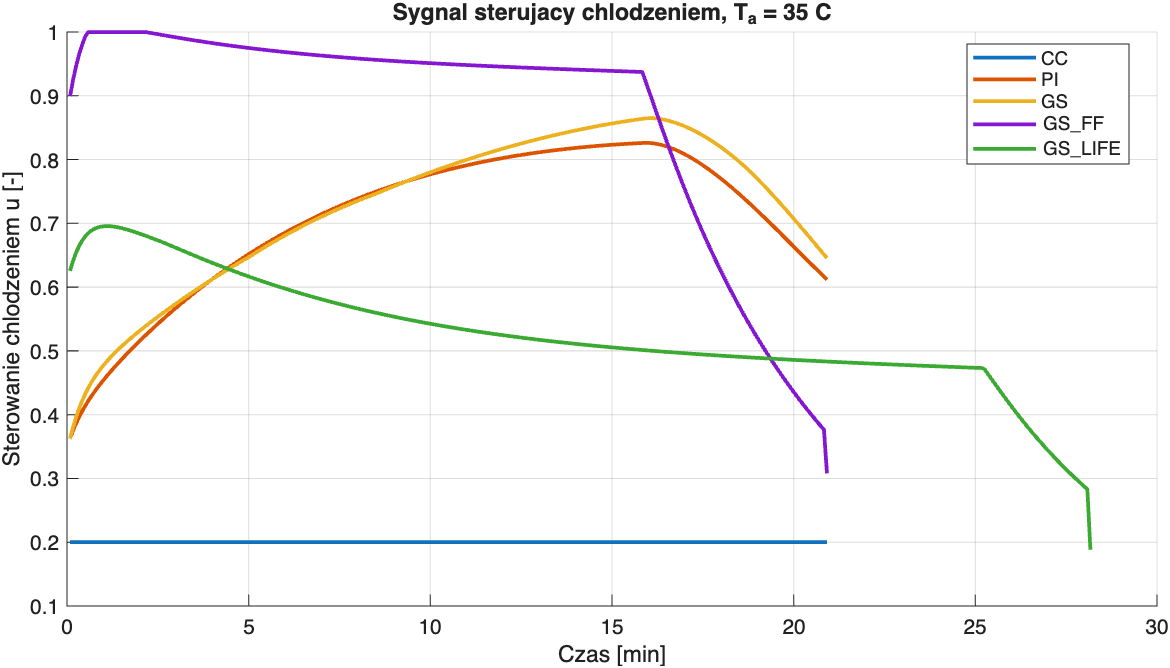 Sygnal sterujacy chlodzeniem, Ta = 35 C
CC
PI
GS
GS_FF
GS_LIFE
Sterowanie chlodzeniem u [-]
1
0.9
0.8
0.7
0.6
0.5
0.4
0.3
0.2
0.1
0 5 10 15 20 25 30
Czas [min]